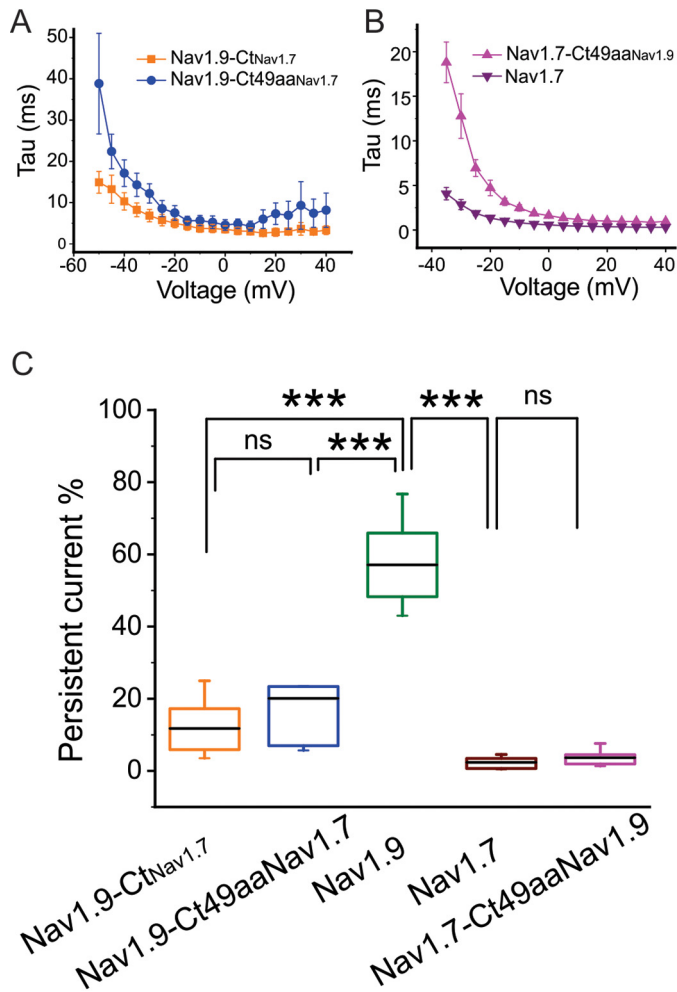 A
Nav1.9-CtNav1.7
Nav1.9-Ct49aaNav1.7
50
40
30
20
10
0
Tau (ms)
-60 -40 -20 0 20 40
Voltage (mV)
B
Nav1.7-Ct49aaNav1.9
Nav1.7
20
15
10
5
0
Tau (ms)
-40 -20 0 20 40
Voltage (mV)
C
*** *** ns
ns ***
100
80
60
40
20
0
Persistent current %
Nav1.9-CtNav1.7
Nav1.9-Ct49aaNav1.7
Nav1.9
Nav1.7
Nav1.7-Ct49aaNav1.9